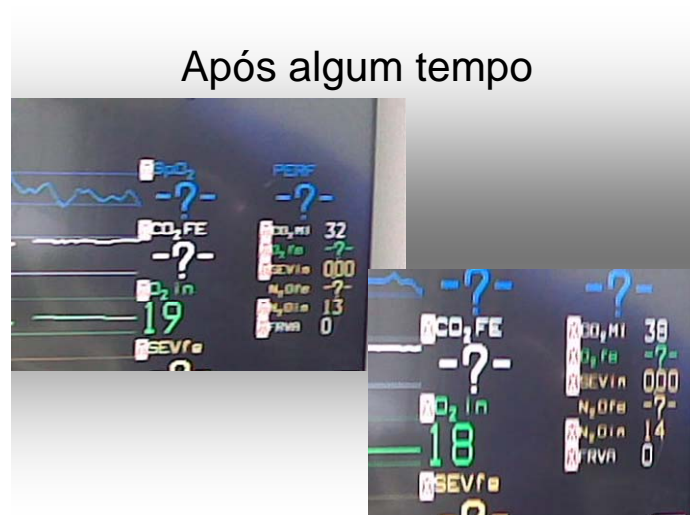 Após algum tempo
SpO₂ PERF
-?- -?-
CO₂FE CO₂MI 32
-?- O₂fe -?-
SEVin 000
O₂in N₂Ofe -?-
19 N₂Oin 13
FRVA 0
SEVfe
-?- -?-
CO₂FE CO₂MI 38
-?- O₂fe -?-
SEVin 000
O₂in N₂Ofe -?-
18 N₂Oin 14
FRVA 0
SEVfe